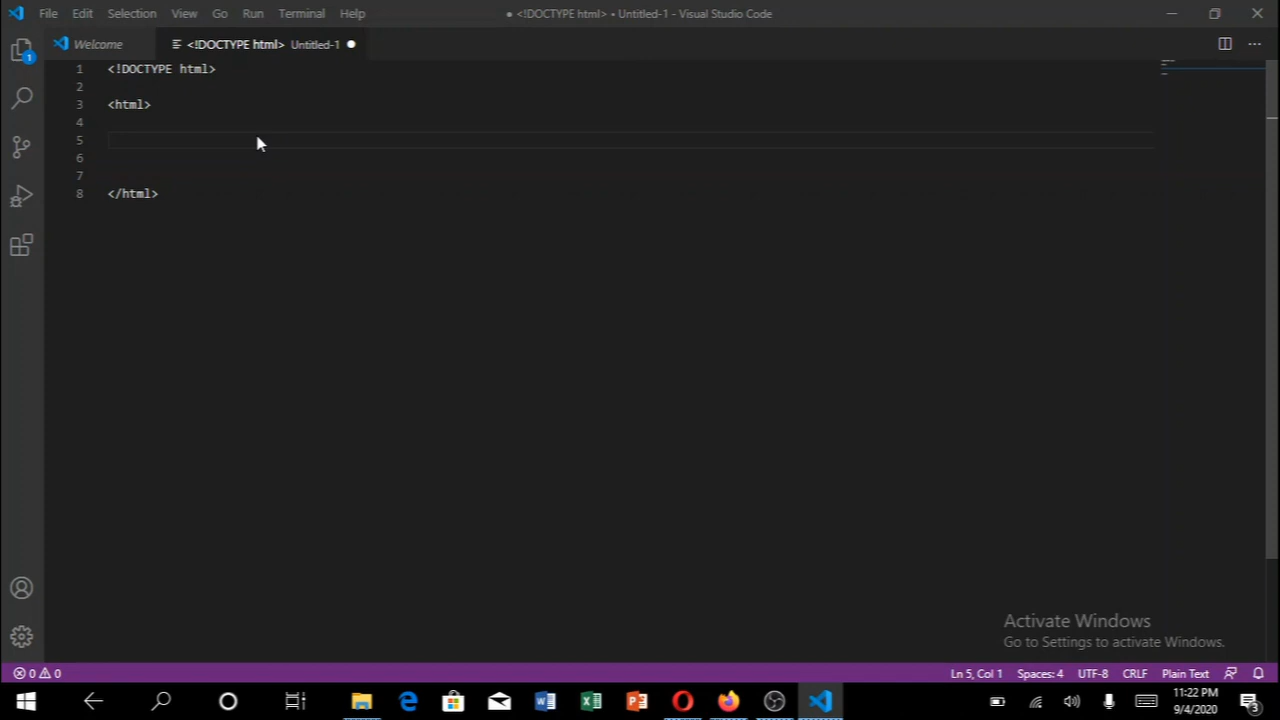 File Edit Selection View Go Run Terminal Help
● <!DOCTYPE html> • Untitled-1 - Visual Studio Code
Welcome
<!DOCTYPE html> Untitled-1
1 <!DOCTYPE html>
2
3 <html>
4
5
6
7
8 </html>
1
Activate Windows
Go to Settings to activate Windows.
0 0
Ln 5, Col 1 Spaces: 4 UTF-8 CRLF Plain Text
11:22 PM
9/4/2020
3